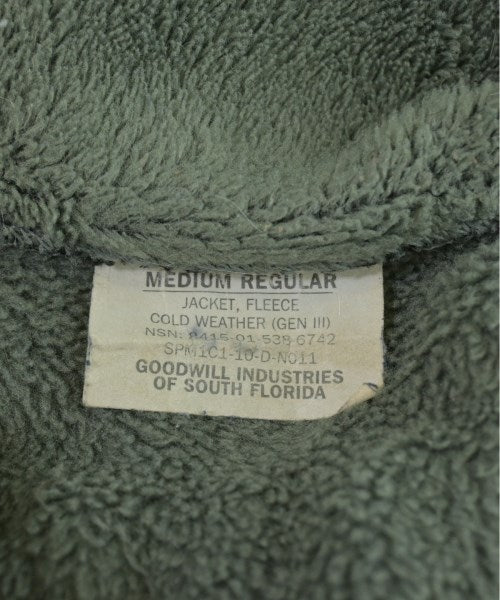 MEDIUM REGULAR
JACKET, FLEECE
COLD WEATHER (GEN III)
NSN: 8415-01-538-6742
SPM1C1-10-D-N011
GOODWILL INDUSTRIES
OF SOUTH FLORIDA